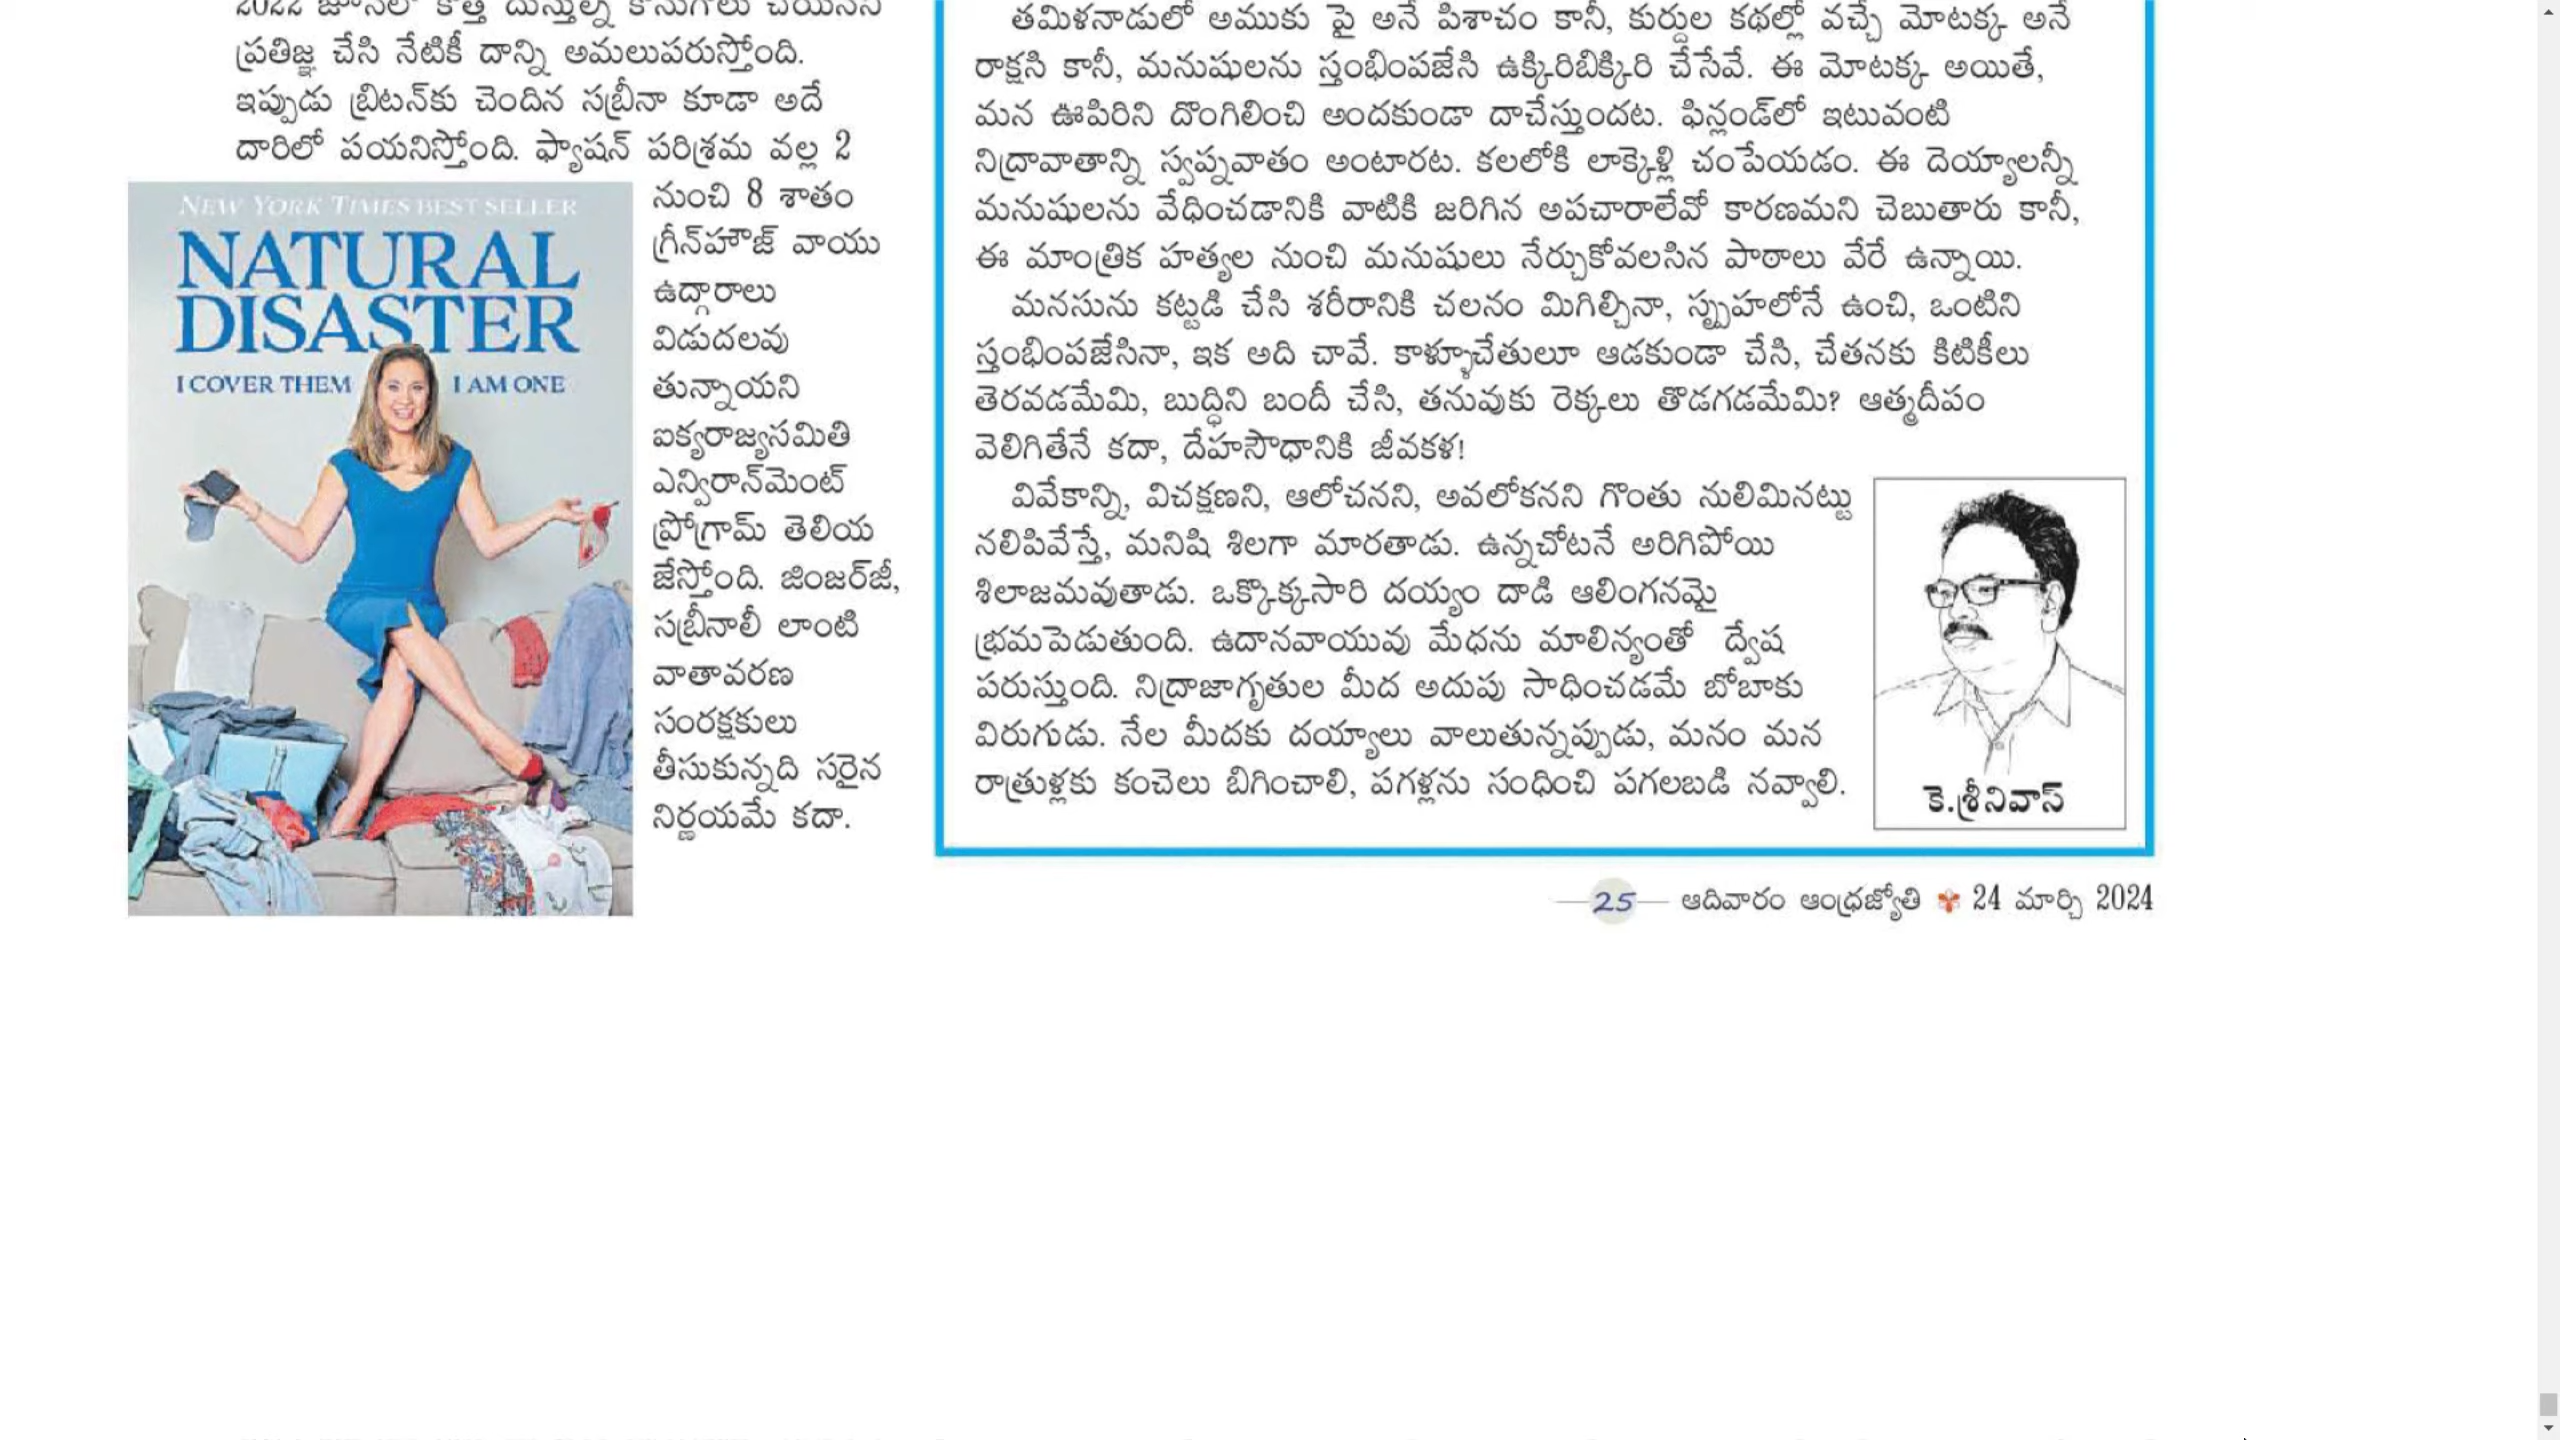 ప్రతిజ్ఞ చేసి నేటికీ దాన్ని అమలుపరుస్తోంది.
ఇప్పుడు బ్రిటన్‌కు చెందిన సబ్రీనా కూడా అదే
దారిలో పయనిస్తోంది. ఫ్యాషన్ పరిశ్రమ వల్ల 2
నుంచి 8 శాతం
గ్రీన్‌హౌజ్ వాయు
ఉద్గారాలు
విడుదలవు
తున్నాయని
ఐక్యరాజ్యసమితి
ఎన్విరాన్‌మెంట్
ప్రోగ్రామ్ తెలియ
జేస్తోంది. జింజర్‌జీ,
సబ్రీనాలీ లాంటి
వాతావరణ
సంరక్షకులు
తీసుకున్నది సరైన
నిర్ణయమే కదా.
NEW YORK TIMES BEST SELLER
NATURAL
DISASTER
I COVER THEM I AM ONE
తమిళనాడులో అముకు పై అనే పిశాచం కానీ, కుర్దుల కథల్లో వచ్చే మోటక్క అనే
రాక్షసి కానీ, మనుషులను స్తంభింపజేసి ఉక్కిరిబిక్కిరి చేసేవే. ఈ మోటక్క అయితే,
మన ఊపిరిని దొంగిలించి అందకుండా దాచేస్తుందట. ఫిన్లండ్‌లో ఇటువంటి
నిద్రావాతాన్ని స్వప్నవాతం అంటారట. కలలోకి లాక్కెళ్లి చంపేయడం. ఈ దెయ్యాలన్నీ
మనుషులను వేధించడానికి వాటికి జరిగిన అపచారాలేవో కారణమని చెబుతారు కానీ,
ఈ మాంత్రిక హత్యల నుంచి మనుషులు నేర్చుకోవలసిన పాఠాలు వేరే ఉన్నాయి.
మనసును కట్టడి చేసి శరీరానికి చలనం మిగిల్చినా, స్పృహలోనే ఉంచి, ఒంటిని
స్తంభింపజేసినా, ఇక అది చావే. కాళ్ళూచేతులూ ఆడకుండా చేసి, చేతనకు కిటికీలు
తెరవడమేమి, బుద్ధిని బందీ చేసి, తనువుకు రెక్కలు తొడగడమేమి? ఆత్మదీపం
వెలిగితేనే కదా, దేహసౌధానికి జీవకళ!
వివేకాన్ని, విచక్షణని, ఆలోచనని, అవలోకనని గొంతు నులిమినట్టు
నలిపివేస్తే, మనిషి శిలగా మారతాడు. ఉన్నచోటనే అరిగిపోయి
శిలాజమవుతాడు. ఒక్కొక్కసారి దయ్యం దాడి ఆలింగనమై
భ్రమపెడుతుంది. ఉదానవాయువు మేధను మాలిన్యంతో ద్వేష
పరుస్తుంది. నిద్రాజాగృతుల మీద అదుపు సాధించడమే బోబాకు
విరుగుడు. నేల మీదకు దయ్యాలు వాలుతున్నప్పుడు, మనం మన
రాత్రుళ్లకు కంచెలు బిగించాలి, పగళ్లను సంధించి పగలబడి నవ్వాలి.
కె.శ్రీనివాస్
25 ఆదివారం ఆంధ్రజ్యోతి 24 మార్చి 2024